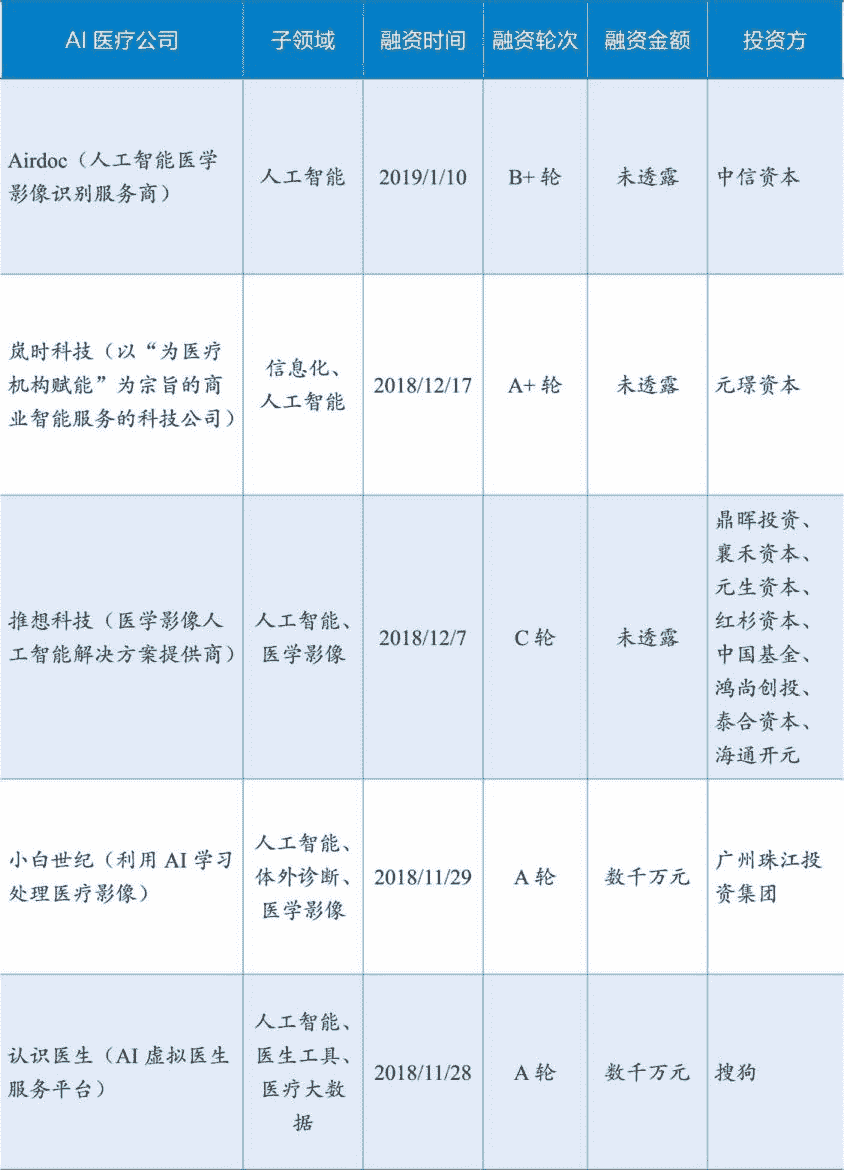 AI 医疗公司 子领域 融资时间 融资轮次 融资金额 投资方
Airdoc（人工智能医学
影像识别服务商）
人工智能
2019/1/10
B+ 轮
未透露
中信资本
岚时科技（以“为医疗
机构赋能”为宗旨的商
业智能服务的科技公司）
信息化、
人工智能
2018/12/17
A+ 轮
未透露
元璟资本
推想科技（医学影像人
工智能解决方案提供商）
人工智能、
医学影像
2018/12/7
C 轮
未透露
鼎晖投资、
襄禾资本、
元生资本、
红杉资本、
中国基金、
鸿尚创投、
泰合资本、
海通开元
小白世纪（利用 AI 学习
处理医疗影像）
人工智能、
体外诊断、
医学影像
2018/11/29
A 轮
数千万元
广州珠江投
资集团
认识医生（AI 虚拟医生
服务平台）
人工智能、
医生工具、
医疗大数
据
2018/11/28
A 轮
数千万元
搜狗